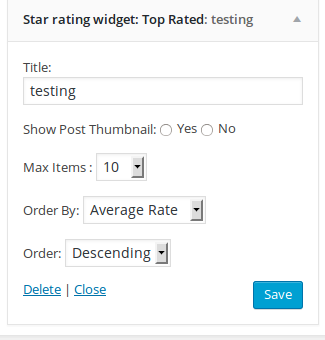 Star rating widget: Top Rated: testing
Title:
testing
Show Post Thumbnail: Yes No
Max Items : 10
Order By: Average Rate
Order: Descending
Delete | Close Save